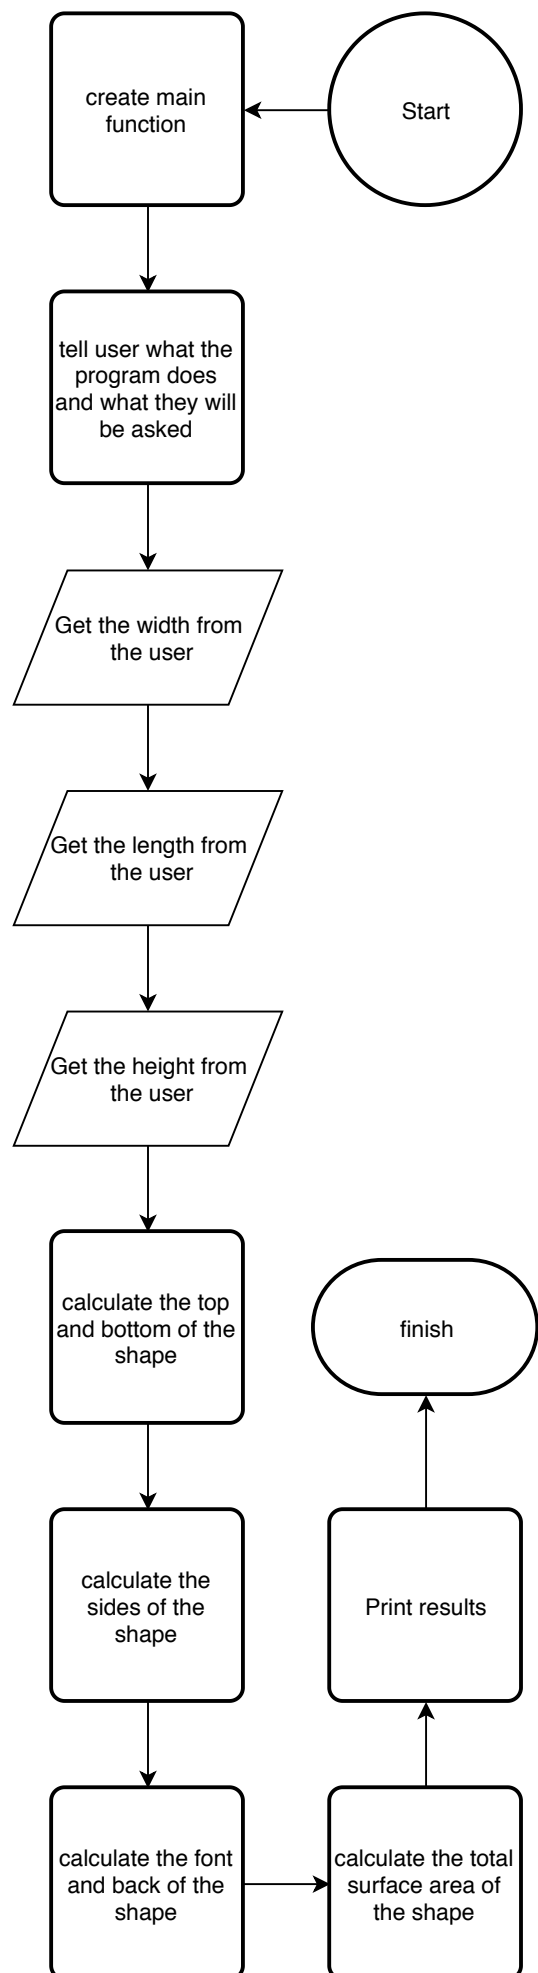 Start
create main
function
tell user what the
program does
and what they will
be asked
Get the width from
the user
Get the length from
the user
Get the height from
the user
calculate the top
and bottom of the
shape
calculate the
sides of the
shape
calculate the font
and back of the
shape
calculate the total
surface area of
the shape
Print results
finish